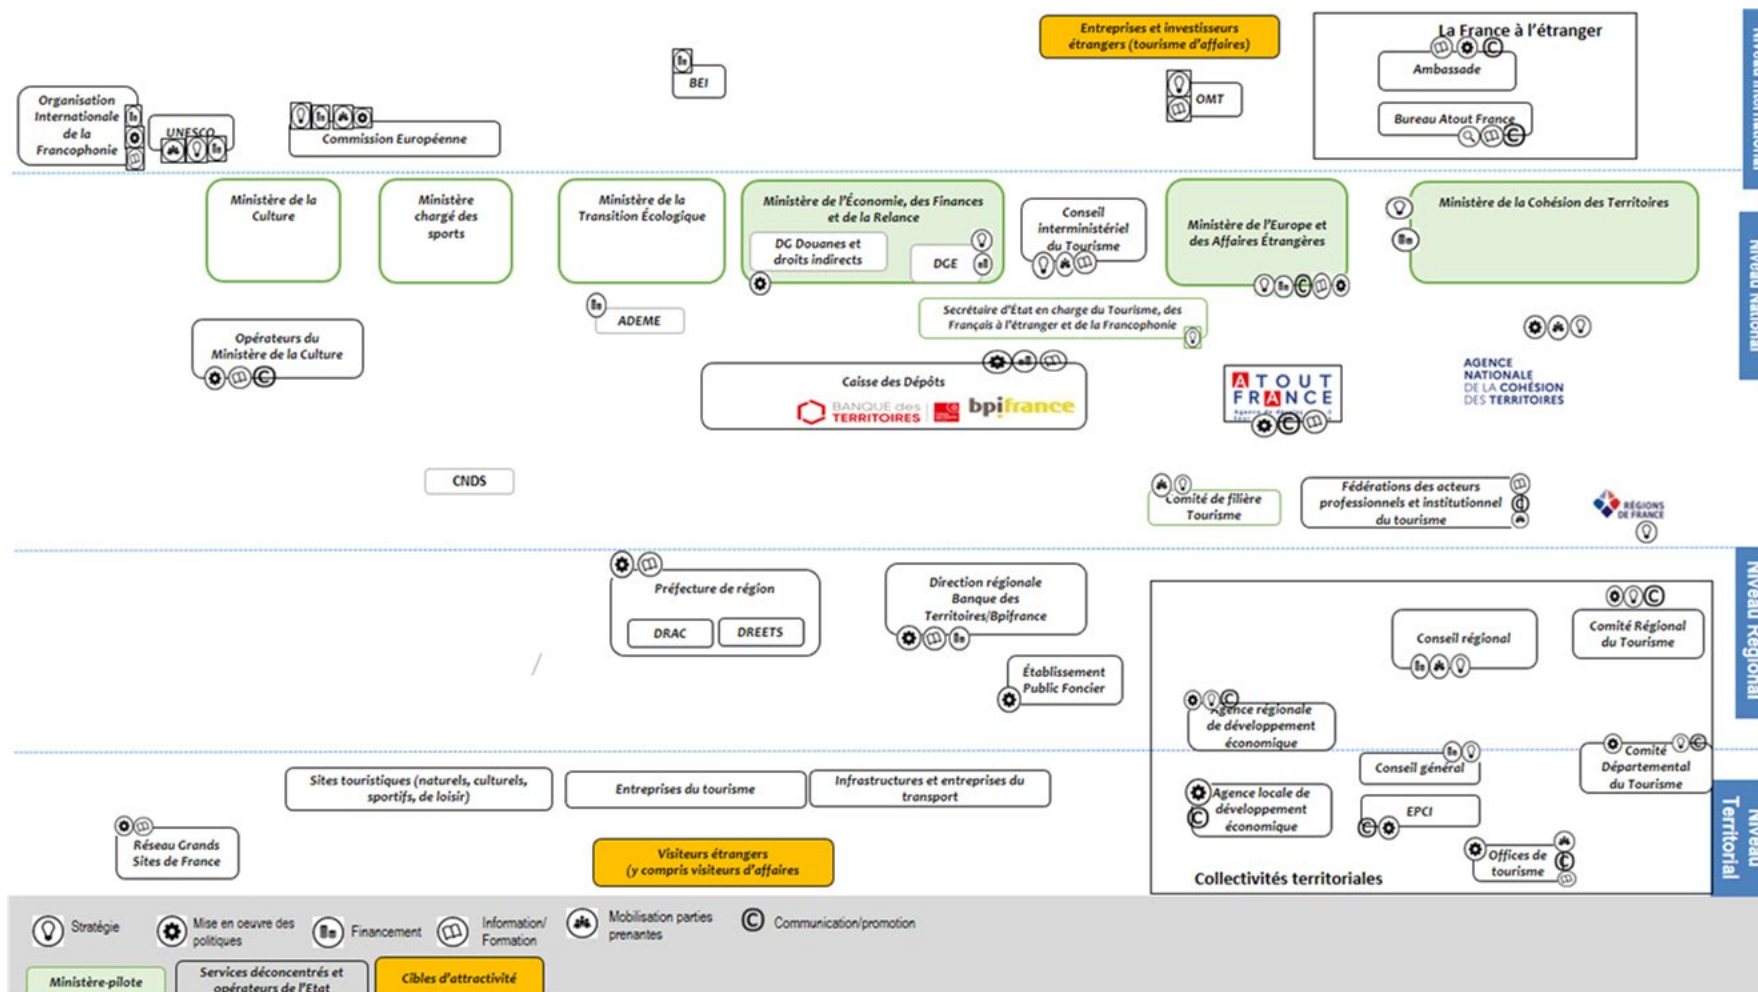 Entreprises et investisseurs
étrangers (tourisme d'affaires)
La France à l'étranger
Ambassade
Bureau Atout France
BEI
OMT
Organisation
Internationale
de la
Francophonie
UNESCO
Commission Européenne
Niveau International
Ministère de la
Culture
Ministère
chargé des
sports
Ministère de la
Transition Écologique
Ministère de l'Économie, des Finances
et de la Relance
DG Douanes et
droits indirects
DGE
Conseil
interministériel
du Tourisme
Ministère de l'Europe et
des Affaires Étrangères
Ministère de la Cohésion des Territoires
Niveau National
ADEME
Secrétaire d'État en charge du Tourisme, des
Français à l'étranger et de la Francophonie
Opérateurs du
Ministère de la Culture
Caisse des Dépôts
BANQUE des
TERRITOIRES
bpifrance
ATOUT
FRANCE
AGENCE
NATIONALE
DE LA COHÉSION
DES TERRITOIRES
CNDS
Comité de filière
Tourisme
Fédérations des acteurs
professionnels et institutionnel
du tourisme
RÉGIONS
DE FRANCE
Préfecture de région
DRAC
DREETS
Direction régionale
Banque des
Territoires/Bpifrance
Établissement
Public Foncier
Conseil régional
Comité Régional
du Tourisme
Niveau Régional
Agence régionale
de développement
économique
Sites touristiques (naturels, culturels,
sportifs, de loisir)
Entreprises du tourisme
Infrastructures et entreprises du
transport
Conseil général
Comité
Départemental
du Tourisme
Agence locale de
développement
économique
EPCI
Offices de
tourisme
Niveau
Territorial
Réseau Grands
Sites de France
Visiteurs étrangers
(y compris visiteurs d'affaires
Collectivités territoriales
Stratégie
Mise en oeuvre des
politiques
Financement
Information/
Formation
Mobilisation parties
prenantes
Communication/promotion
Ministère-pilote
Services déconcentrés et
opérateurs de l'Etat
Cibles d'attractivité